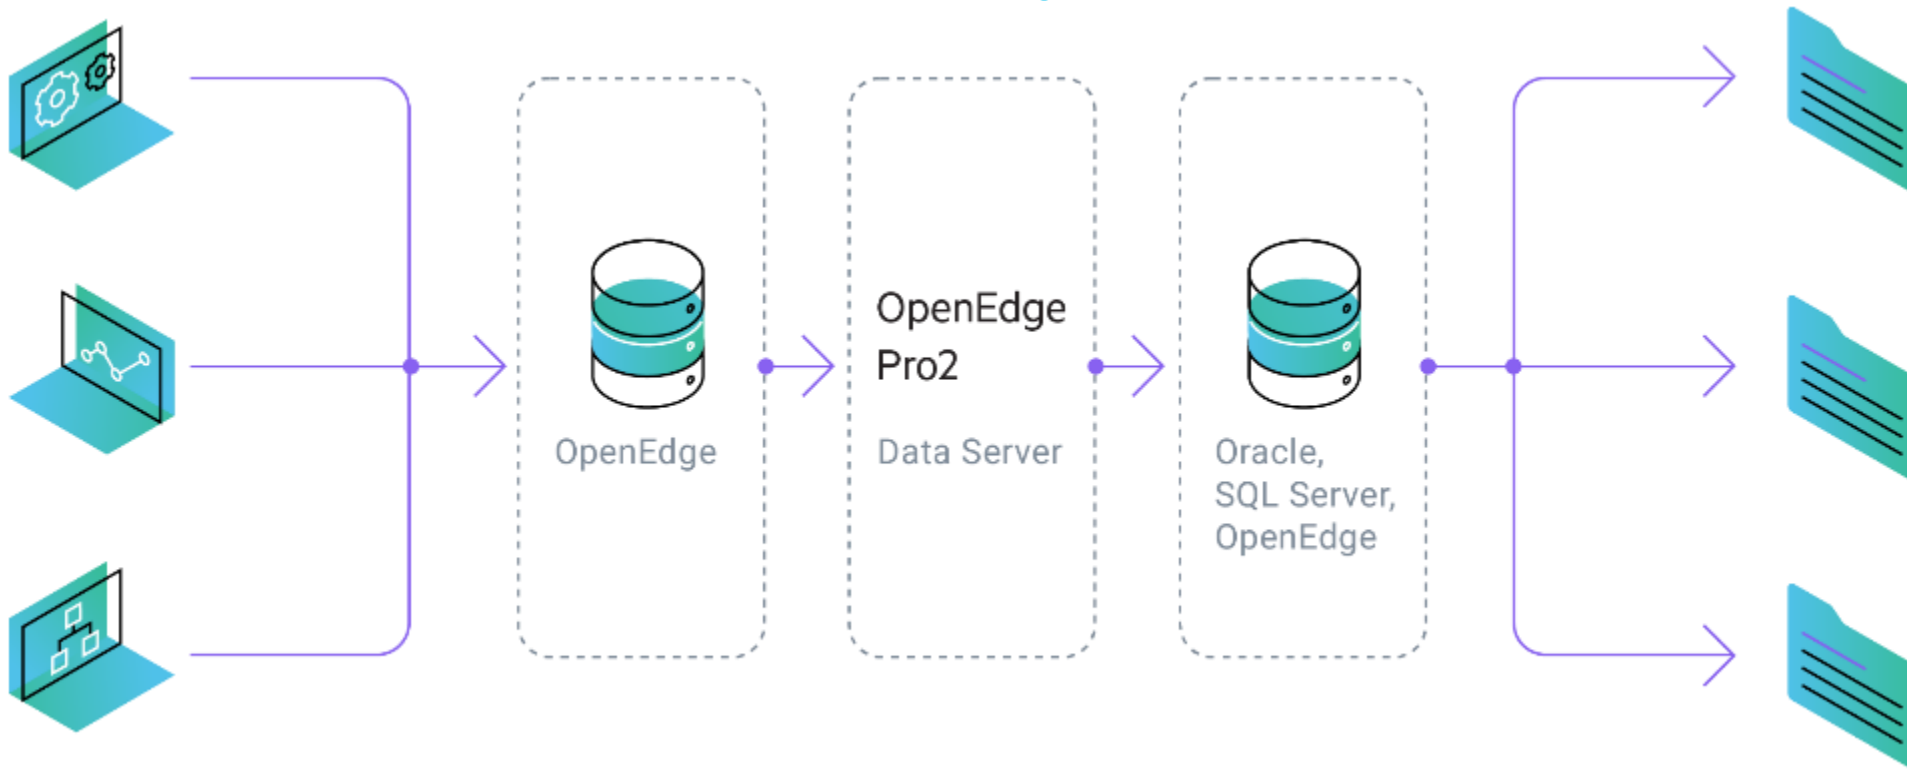 OpenEdge
OpenEdge
Pro2
Data Server
Oracle,
SQL Server,
OpenEdge